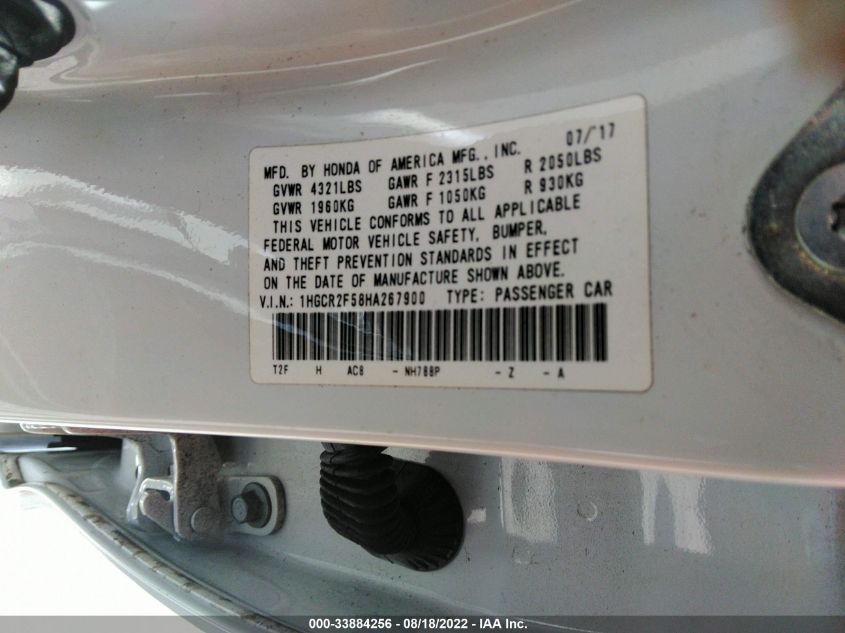 07/'17
MFD. BY HONDA OF AMERICA MFG., INC.
GVWR 4321LBS GAWR F 2315LBS R 2050LBS
GVWR 1960KG GAWR F 1050KG R 930KG
THIS VEHICLE CONFORMS TO ALL APPLICABLE
FEDERAL MOTOR VEHICLE SAFETY, BUMPER,
AND THEFT PREVENTION STANDARDS IN EFFECT
ON THE DATE OF MANUFACTURE SHOWN ABOVE.
V.I.N.: 1HGCR2F58HA267900 TYPE: PASSENGER CAR
T2F H AC8 - NH788P - Z - A
000-33884256 - 08/18/2022 - IAA Inc.